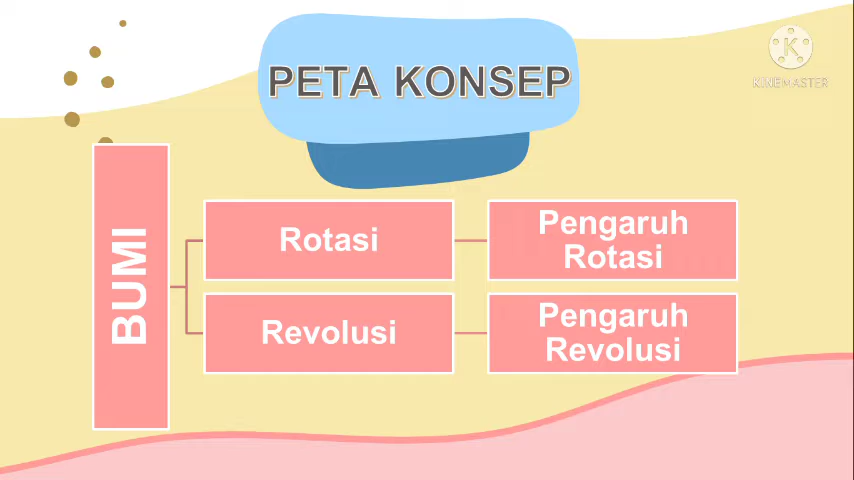 PETA KONSEP
K
KINEMASTER
BUMI
Rotasi
Pengaruh
Rotasi
Revolusi
Pengaruh
Revolusi